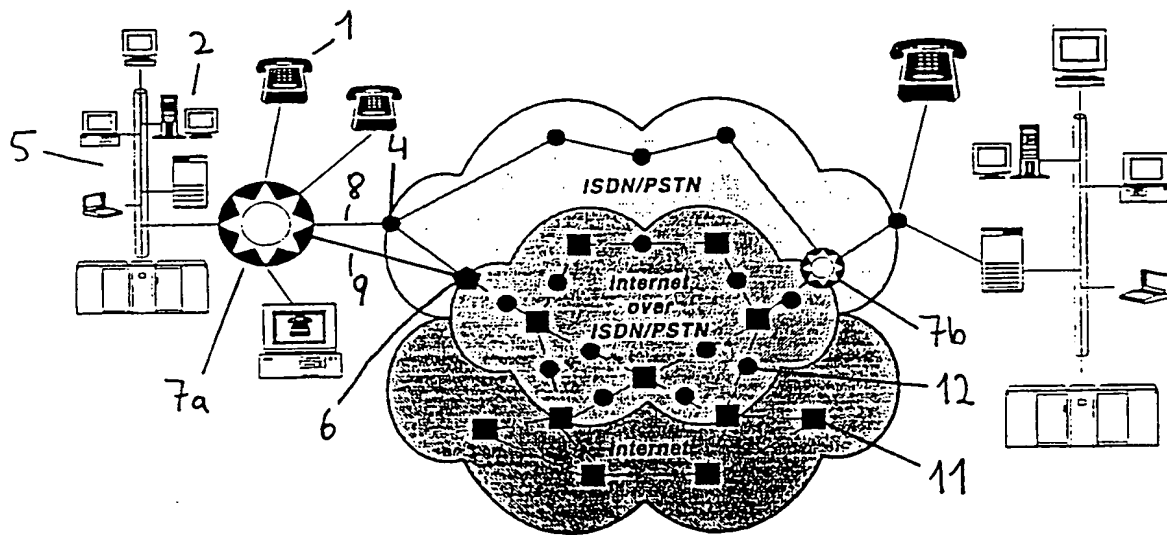 1
2
5
4
8
9
ISDN/PSTN
Internet
over
ISDN/PSTN
7a
6
7b
12
Internet
11